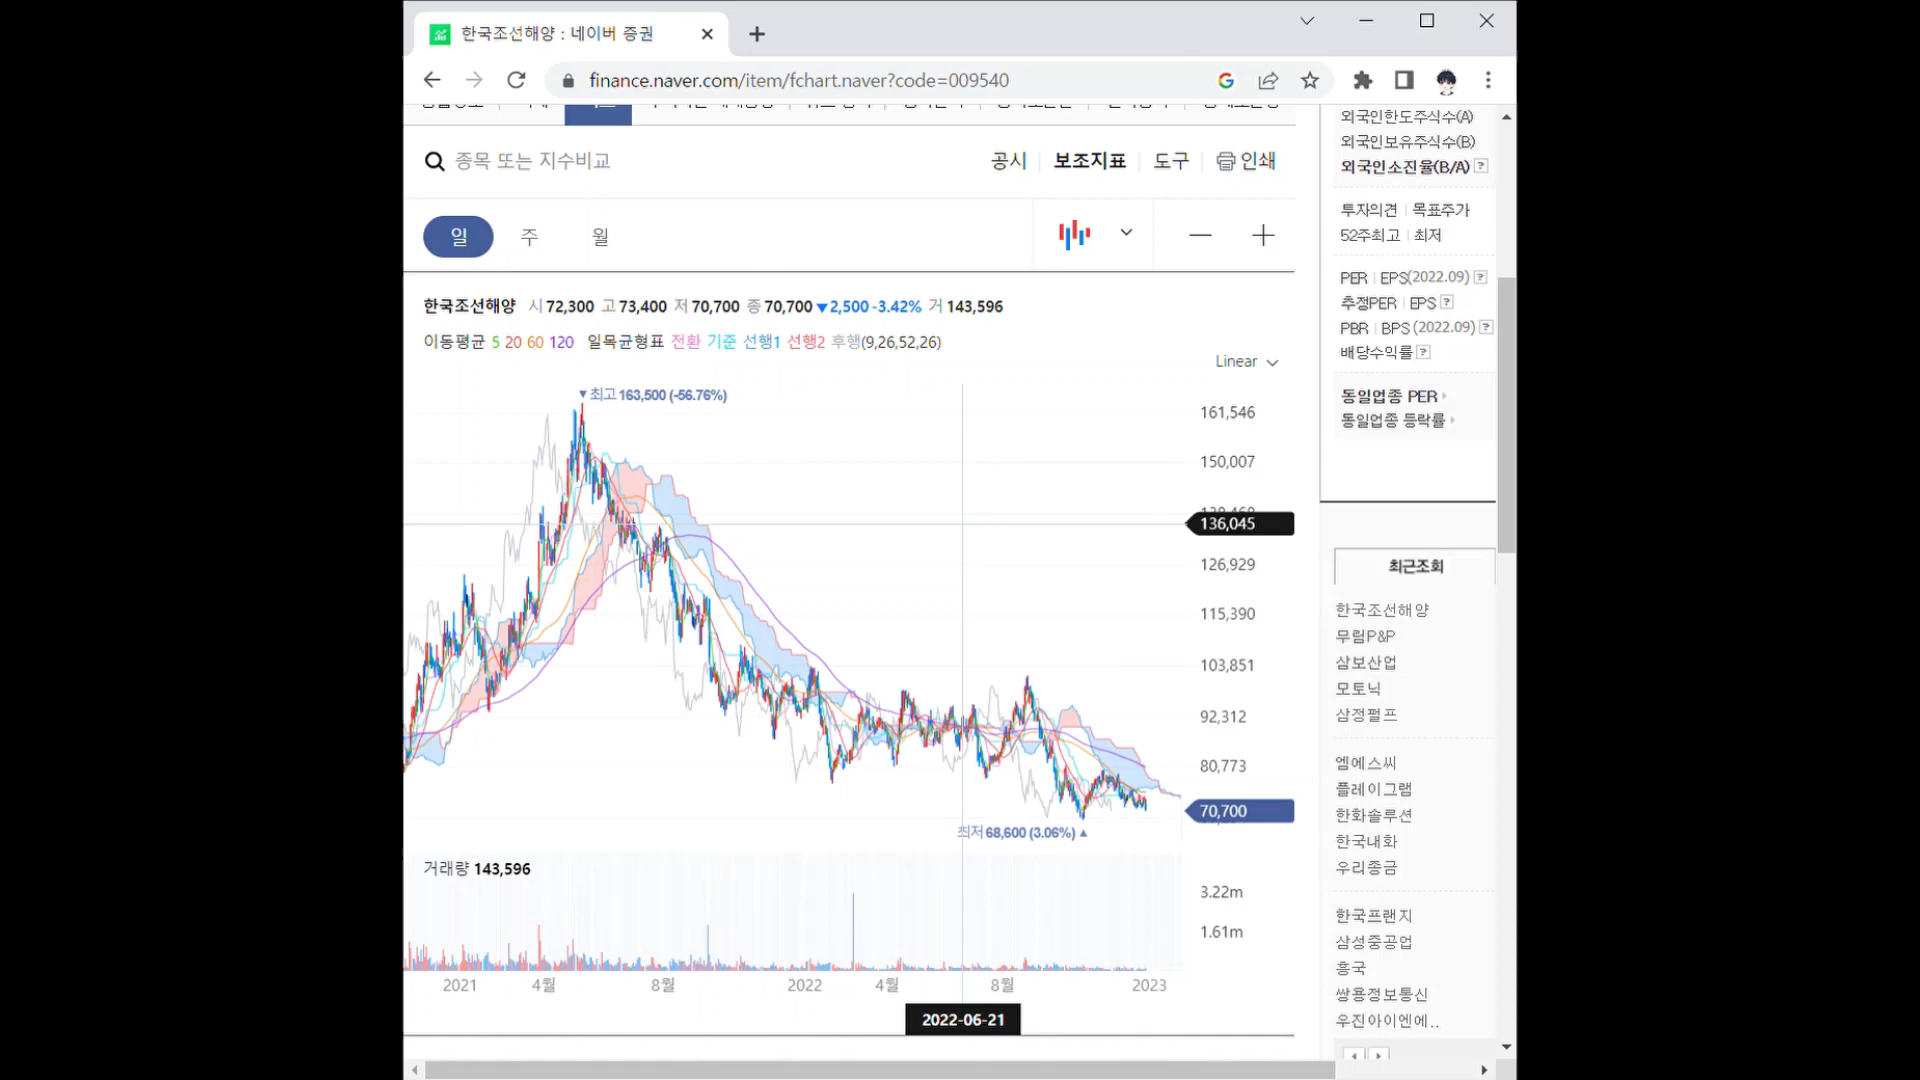 한국조선해양 : 네이버 증권
finance.naver.com/item/fchart.naver?code=009540
종목 또는 지수비교
공시 보조지표 도구 인쇄
일 주 월
한국조선해양 시 72,300 고 73,400 저 70,700 종 70,700 ▼2,500 -3.42% 거 143,596
이동평균 5 20 60 120 일목균형표 전환 기준 선행1 선행2 후행(9,26,52,26)
Linear
▼최고 163,500 (-56.76%)
161,546
150,007
136,045
126,929
115,390
103,851
92,312
80,773
70,700
최저 68,600 (3.06%) ▲
거래량 143,596
3.22m
1.61m
2021 4월 8월 2022 4월 8월 2023
2022-06-21
외국인한도주식수(A)
외국인보유주식수(B)
외국인소진율(B/A) ?
투자의견 | 목표주가
52주최고 | 최저
PER | EPS(2022.09) ?
추정PER | EPS ?
PBR | BPS (2022.09) ?
배당수익률 ?
동일업종 PER
동일업종 등락률
최근조회
한국조선해양
무림P&P
삼보산업
모토닉
삼정펄프
엠에스씨
플레이그램
한화솔루션
한국내화
우리종금
한국프랜지
삼성중공업
흥국
쌍용정보통신
우진아이엔에..